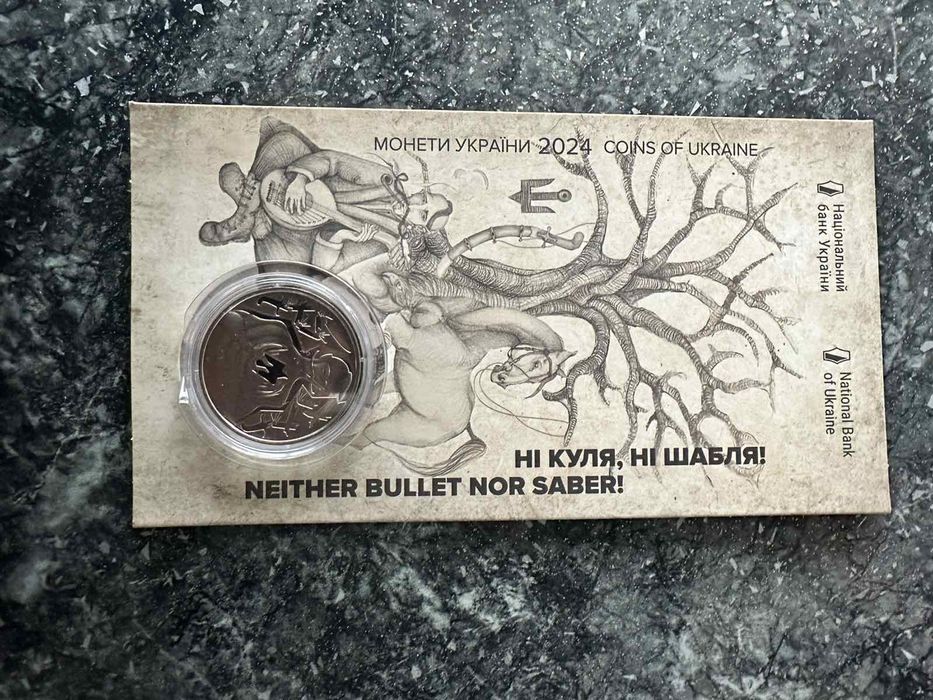 МОНЕТИ УКРАЇНИ 2024 COINS OF UKRAINE
Національний
банк України
National Bank
of Ukraine
НІ КУЛЯ, НІ ШАБЛЯ!
NEITHER BULLET NOR SABER!